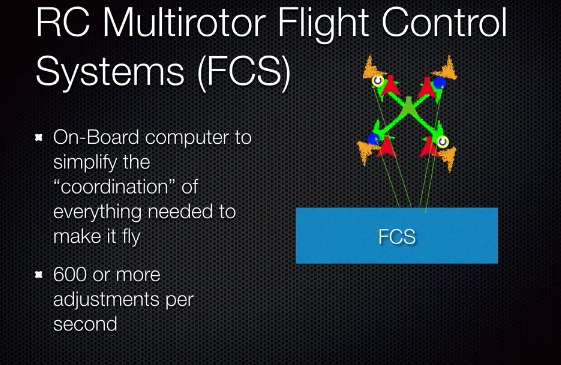 RC Multirotor Flight Control
Systems (FCS)
On-Board computer to
simplify the
“coordination” of
everything needed to
make it fly
600 or more
adjustments per
second
FCS